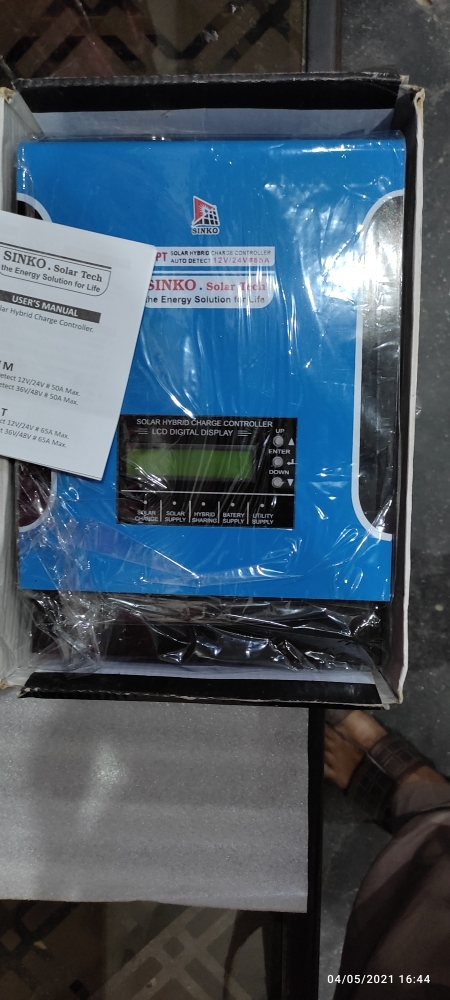 SINKO
PT SOLAR HYBRID CHARGE CONTROLLER
AUTO DETECT 12V/24V#65A
SINKO . Solar Tech
the Energy Solution for Life
SINKO . Solar Tech
the Energy Solution for Life
USER'S MANUAL
lar Hybrid Charge Controller.
M
etect 12V/24V # 50A Max.
etect 36V/48V # 50A Max.
T
ect 12V/24V # 65A Max.
ct 36V/48V # 65A Max.
SOLAR HYBRID CHARGE CONTROLLER
LCD DIGITAL DISPLAY
UP
ENTER
DOWN
SOLAR CHARGE
SOLAR SUPPLY
HYBRID SHARING
BATERY SUPPLY
UTILITY SUPPLY
04/05/2021 16:44